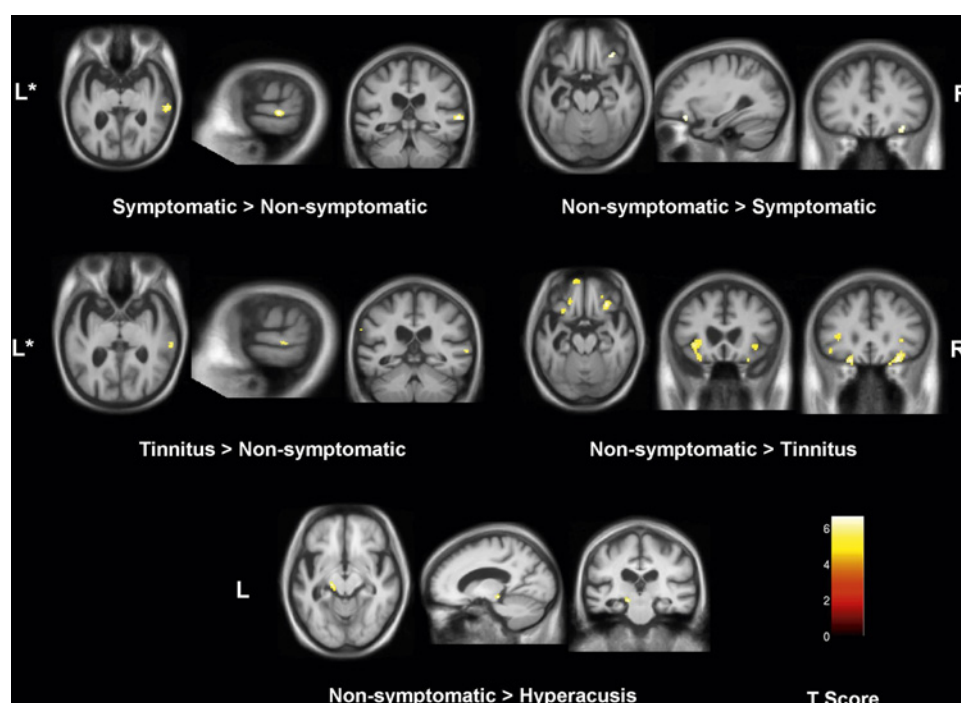 L*
R
Symptomatic > Non-symptomatic
Non-symptomatic > Symptomatic
L*
R
Tinnitus > Non-symptomatic
Non-symptomatic > Tinnitus
L
6
4
2
0
Non-symptomatic > Hyperacusis
T Score